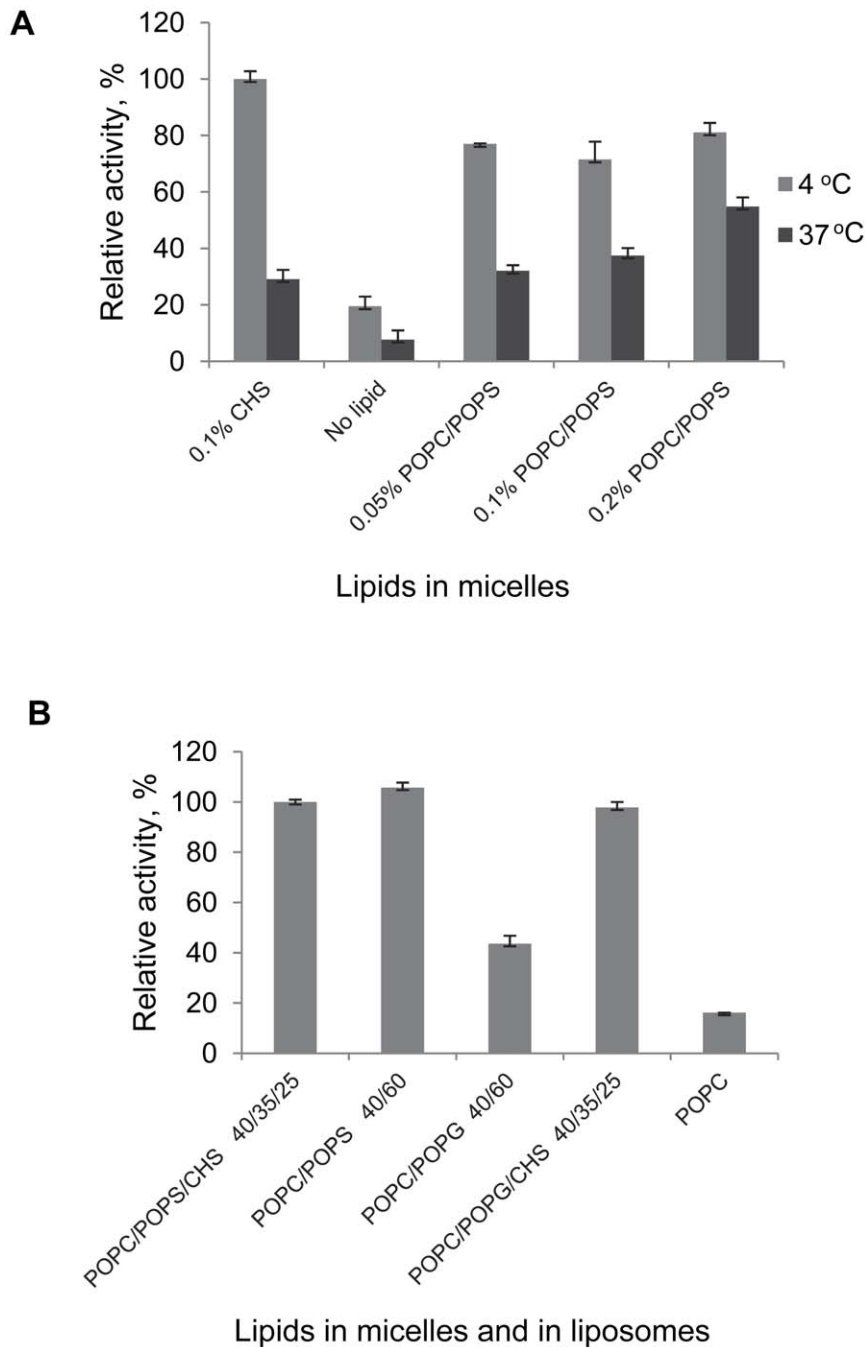 A
120
100
80
60
40
20
0
Relative activity, %
4 °C
37 °C
0.1% CHS
No lipid
0.05% POPC/POPS
0.1% POPC/POPS
0.2% POPC/POPS
Lipids in micelles
B
120
100
80
60
40
20
0
Relative activity, %
POPC/POPS/CHS 40/35/25
POPC/POPS 40/60
POPC/POPG 40/60
POPC/POPG/CHS 40/35/25
POPC
Lipids in micelles and in liposomes